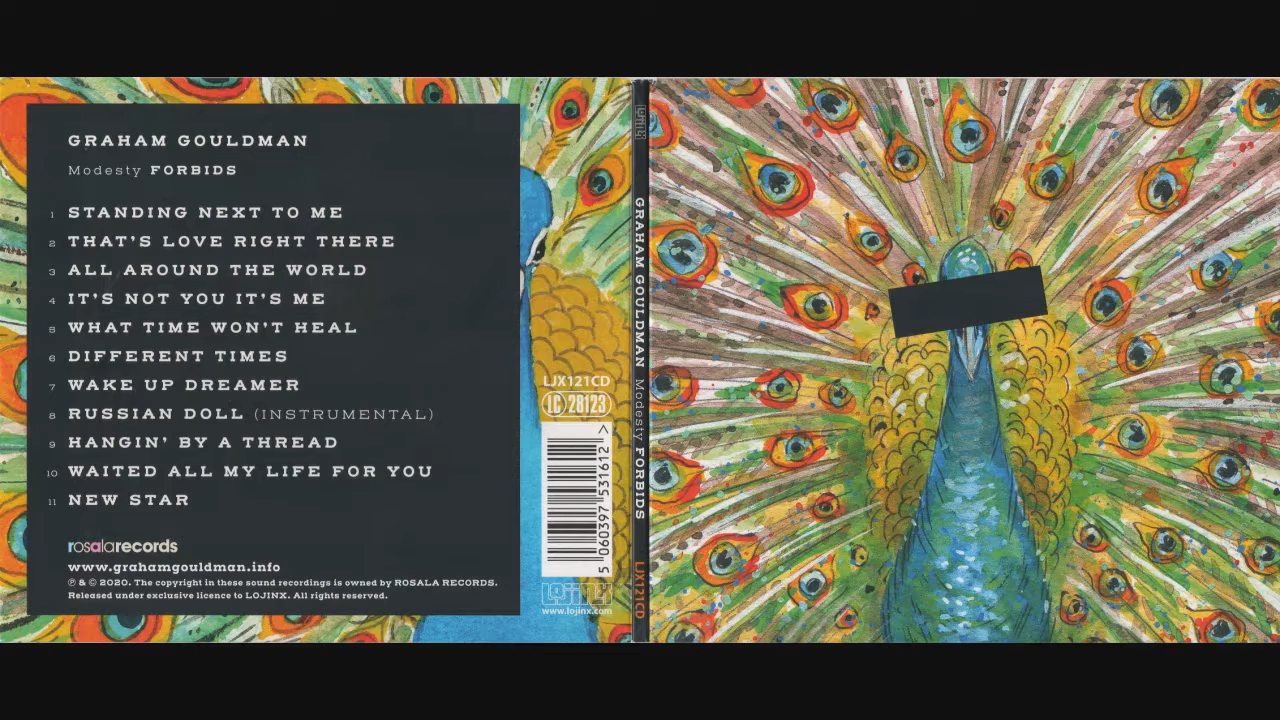 GRAHAM GOULDMAN
Modesty FORBIDS
1 STANDING NEXT TO ME
2 THAT'S LOVE RIGHT THERE
3 ALL AROUND THE WORLD
4 IT'S NOT YOU IT'S ME
5 WHAT TIME WON'T HEAL
6 DIFFERENT TIMES
7 WAKE UP DREAMER
8 RUSSIAN DOLL (INSTRUMENTAL)
9 HANGIN' BY A THREAD
10 WAITED ALL MY LIFE FOR YOU
11 NEW STAR
rosalarecords
www.grahamgouldman.info
℗ & © 2020. The copyright in these sound recordings is owned by ROSALA RECORDS.
Released under exclusive licence to LOJINX. All rights reserved.
LJX121CD
LC 28123
5 060397 531612 >
LOJINX
www.lojinx.com
LOJINX
GRAHAM GOULDMAN Modesty FORBIDS
LJX121CD